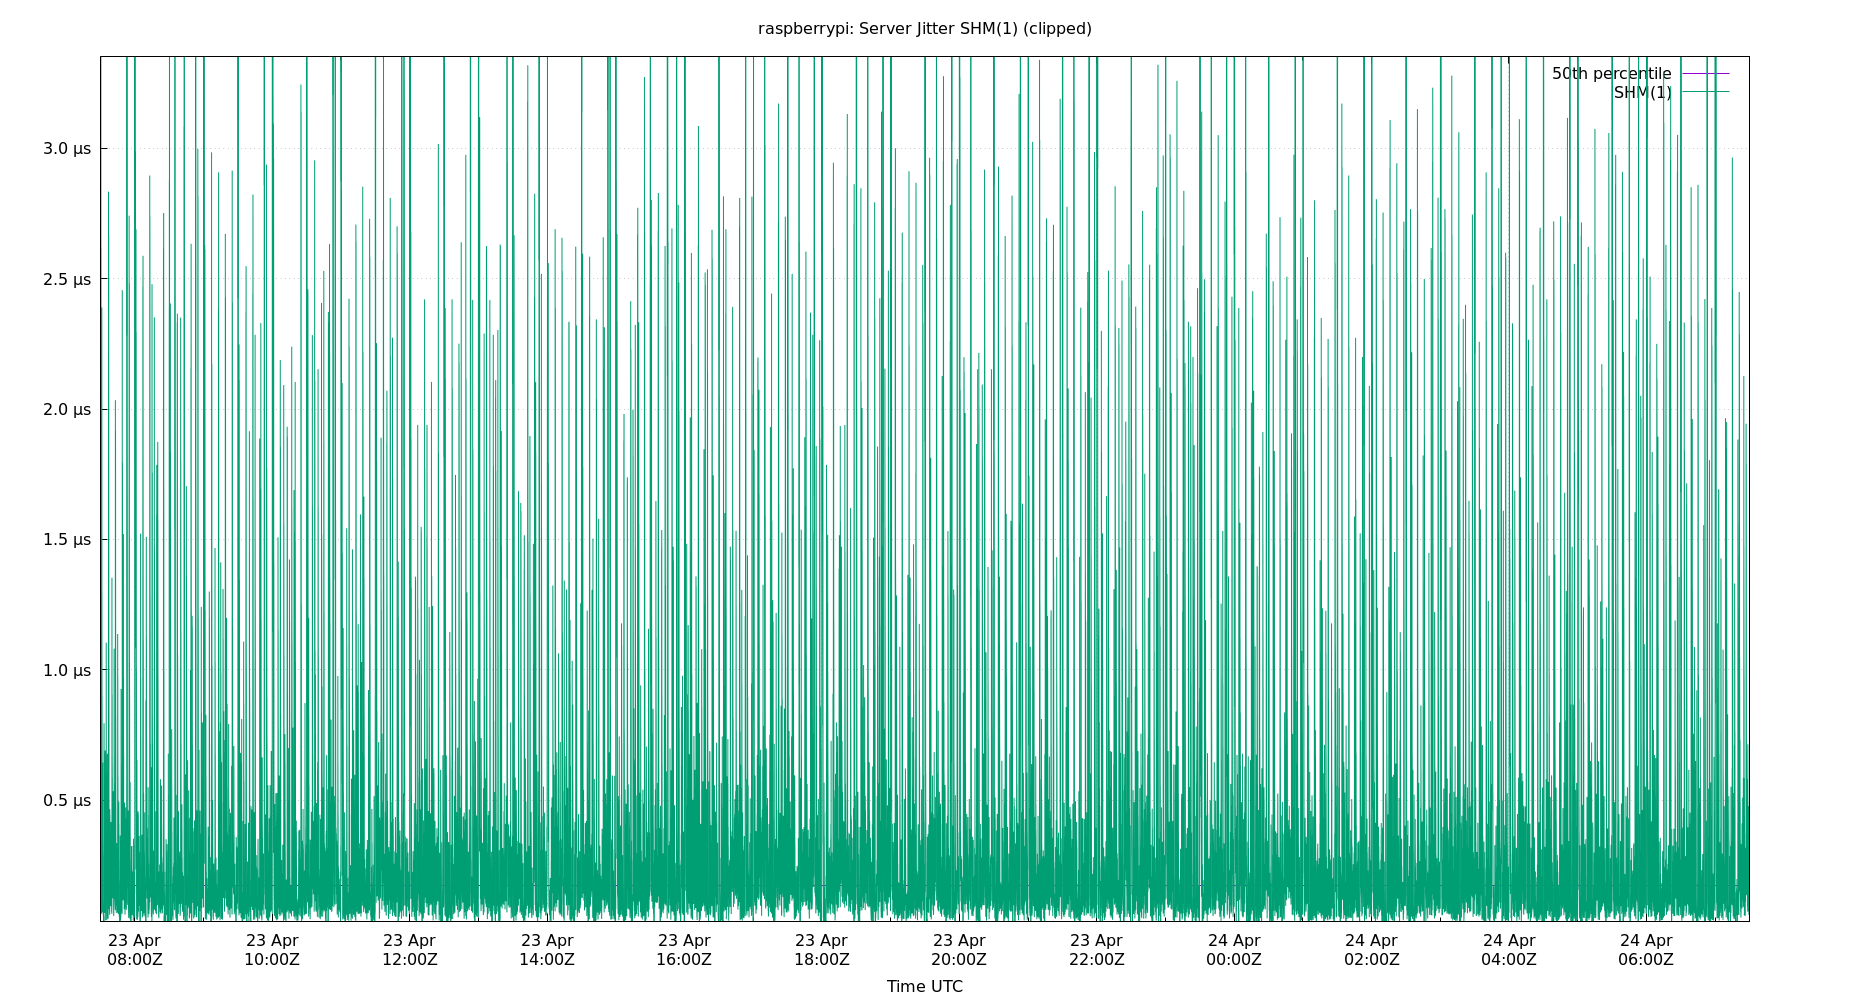 raspberrypi: Server Jitter SHM(1) (clipped)
50th percentile
SHM(1)
3.0 μs
2.5 μs
2.0 μs
1.5 μs
1.0 μs
0.5 μs
23 Apr 23 Apr 23 Apr 23 Apr 23 Apr 23 Apr 23 Apr 23 Apr 24 Apr 24 Apr 24 Apr 24 Apr
08:00Z 10:00Z 12:00Z 14:00Z 16:00Z 18:00Z 20:00Z 22:00Z 00:00Z 02:00Z 04:00Z 06:00Z
Time UTC